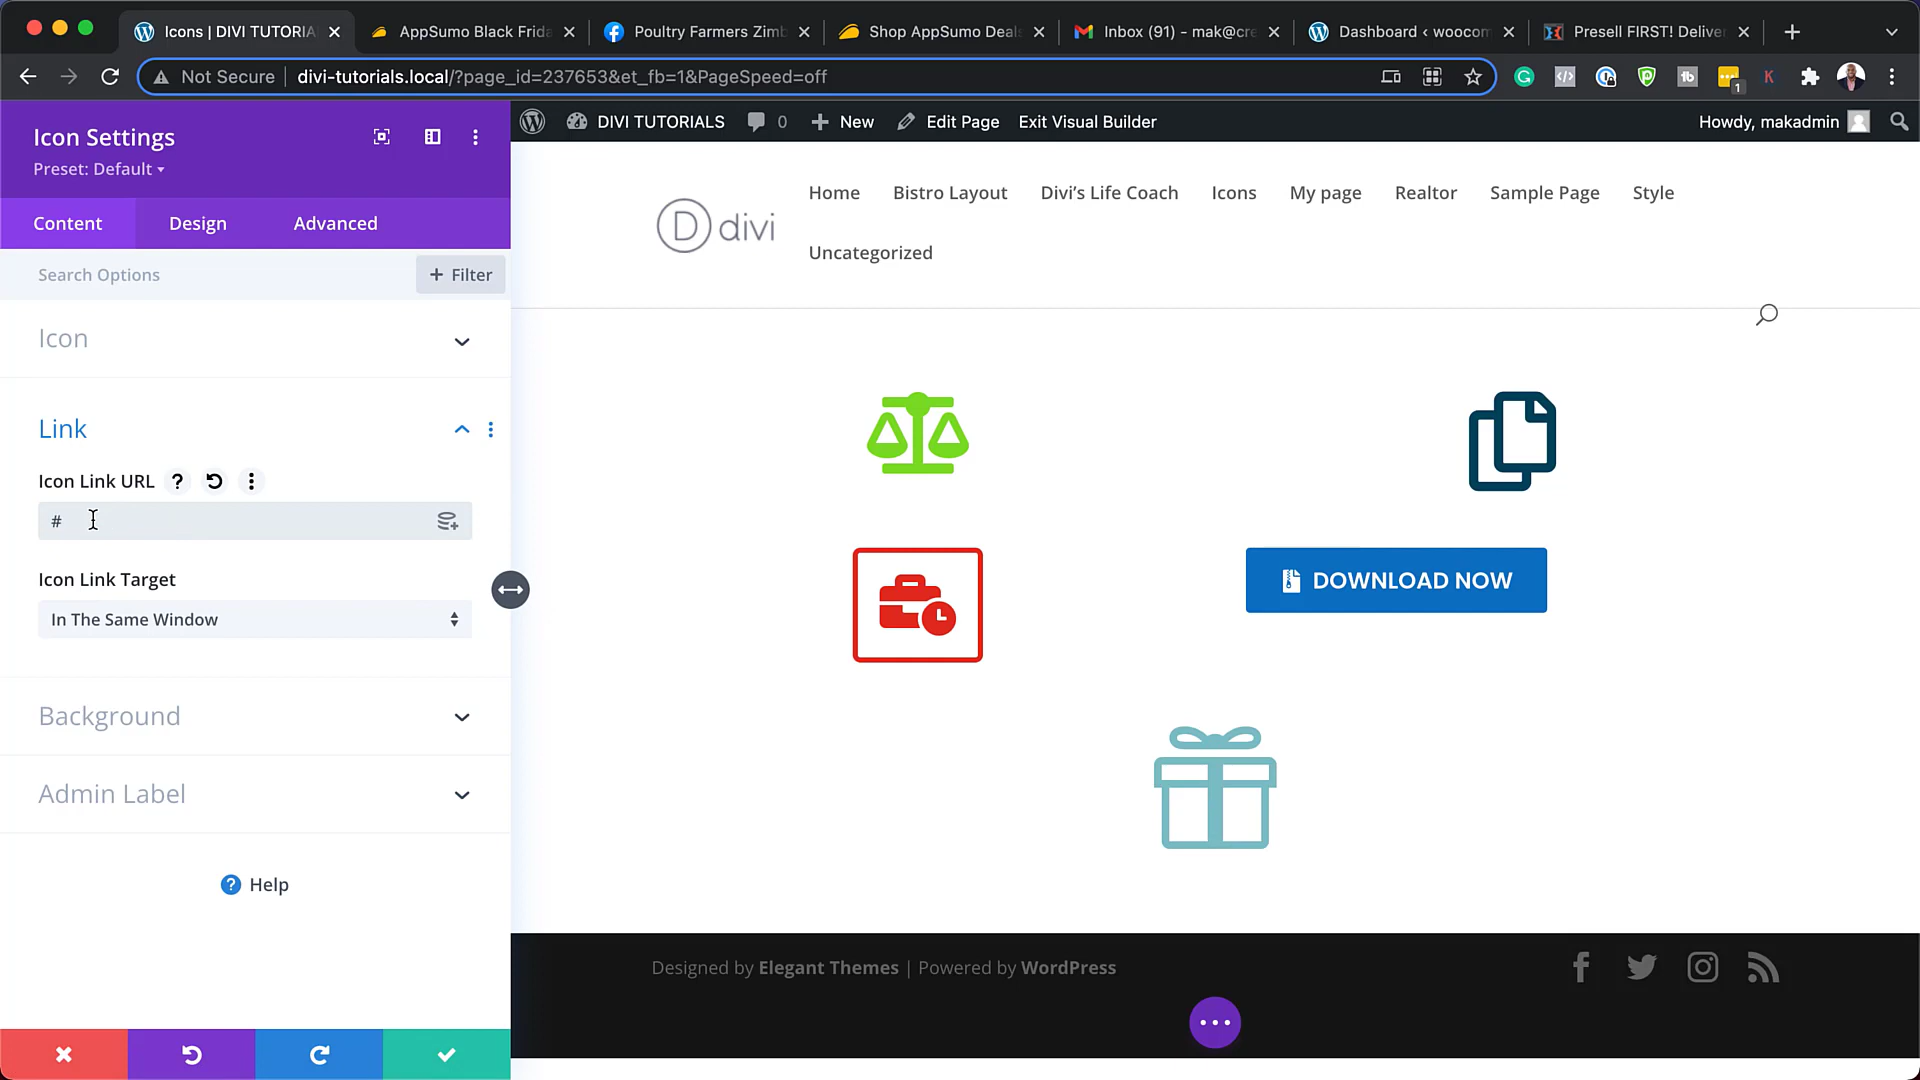 Icons | DIVI TUTORIA
AppSumo Black Frida
Poultry Farmers Zimb
Shop AppSumo Deals
Inbox (91) - mak@cre
Dashboard ‹ woocom
Presell FIRST! Deliver
Not Secure
divi-tutorials.local/?page_id=237653&et_fb=1&PageSpeed=off
1
Icon Settings
Preset: Default
Content
Design
Advanced
Search Options
+ Filter
Icon
Link
Icon Link URL
?
#
Icon Link Target
In The Same Window
Background
Admin Label
? Help
DIVI TUTORIALS
0
New
Edit Page
Exit Visual Builder
Howdy, makadmin
D divi
Home
Bistro Layout
Divi’s Life Coach
Icons
My page
Realtor
Sample Page
Style
Uncategorized
DOWNLOAD NOW
Designed by Elegant Themes | Powered by WordPress